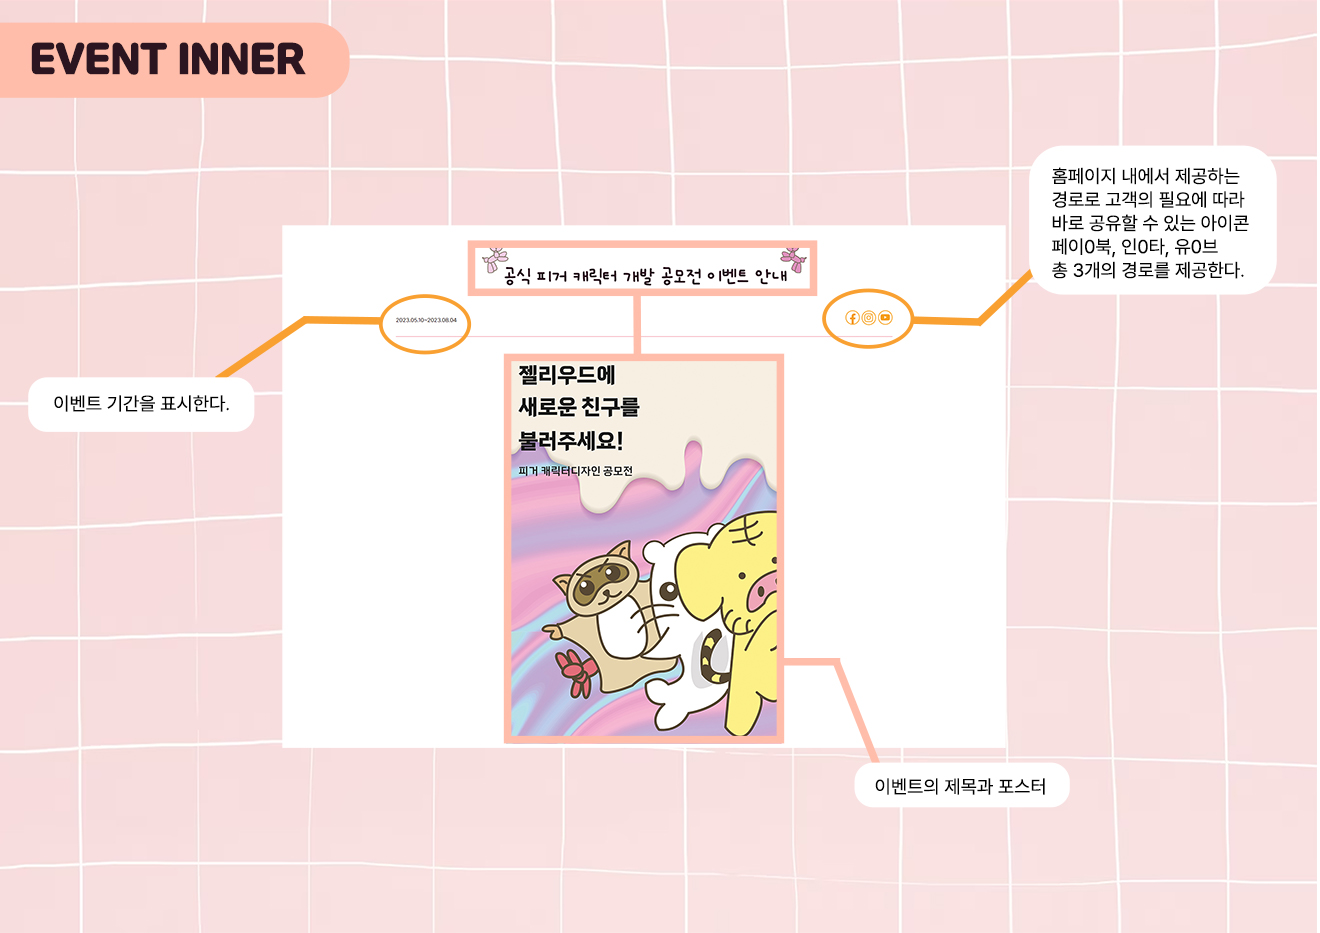 EVENT INNER
홈페이지 내에서 제공하는
경로로 고객의 필요에 따라
바로 공유할 수 있는 아이콘
페이0북, 인0타, 유0브
총 3개의 경로를 제공한다.
공식 피거 캐릭터 개발 공모전 이벤트 안내
2023.05.10~2023.08.04
이벤트 기간을 표시한다.
젤리우드에
새로운 친구를
불러주세요!
피거 캐릭터디자인 공모전
이벤트의 제목과 포스터